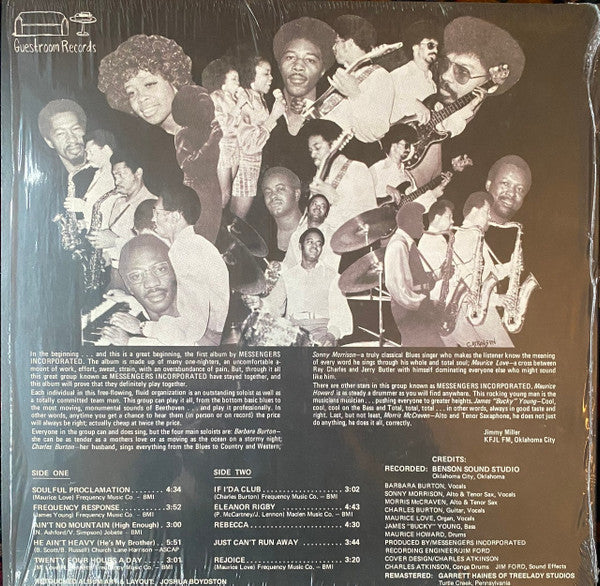 Guestroom Records
CATRAEON
In the beginning . . . and this is a great beginning, the first album by MESSENGERS
INCORPORATED. The album is made up of many one-nighters, an uncomfortable a-
mount of work, effort, sweat, strain, with an overabundance of pain. But, through it all
this great group known as MESSENGERS INCORPORATED have stayed together, and
this album will prove that they definitely play together.
Each individual in this free-flowing, fluid organization is an outstanding soloist as well as a
totally committed team man. This group can play it all, from the bottom basic blues to
the most moving, monumental sounds of Beethoven . . . and play it professionally. In
other words, anytime you get a chance to hear them (in person or on record) the price
will always be right; actually cheap at twice the price.
Everyone in the group can and does sing, but the four main soloists are: Barbara Burton—
she can be as tender as a mothers love or as moving as the ocean on a stormy night;
Charles Burton—her husband, sings everything from the Blues to Country and Western;
Sonny Morrison—a truly classical Blues singer who makes the listener know the meaning
of every word he sings through his whole and total soul; Maurice Love—a cross between
Ray Charles and Jerry Butler with himself dominating everyone else who might sound
like him.
There are other stars in this group known as MESSENGERS INCORPORATED. Maurice
Howard is as steady a drummer as you will find anywhere. This rocking young man is the
musicians musician . . . pushing everyone to greater heights. James "Bucky" Young—Cool,
cool, cool on the Bass and Total, total, total . . . in other words, always in good taste and
right. Last, but not least, Morris McCraven—Alto and Tenor Saxophone, he does not just
do anything, he does it all, correctly.
Jimmy Miller
KFJL FM, Oklahoma City
SIDE ONE
SOULFUL PROCLAMATION 4:34
(Maurice Love) Frequency Music Co. – BMI
FREQUENCY RESPONSE 3:52
(James Young) Frequency Music Co. – BMI
AIN'T NO MOUNTAIN (High Enough) 3:00
(N. Ashford/V. Simpson) Jobete – BMI
HE AIN'T HEAVY (He's My Brother) 5:51
(B. Scott/B. Russell) Church Lane-Harrison – ASCAP
TWENTY FOUR HOURS A DAY 3:01
SIDE TWO
IF I'DA CLUB 3:02
(Charles Burton) Frequency Music Co. – BMI
ELEANOR RIGBY 4:43
(P. McCartney/J. Lennon) Maclen Music Co. – BMI
REBECCA 4:30
JUST CAN'T RUN AWAY 3:44
REJOICE 3:20
(Maurice Love) Frequency Music Co. – BMI
CREDITS:
RECORDED: BENSON SOUND STUDIO
Oklahoma City, Oklahoma
BARBARA BURTON, Vocals
SONNY MORRISON, Alto & Tenor Sax, Vocals
MORRIS McCRAVEN, Alto & Tenor Sax
CHARLES BURTON, Guitar, Vocals
MAURICE LOVE, Organ, Vocals
JAMES "BUCKY" YOUNG, Bass, Vocals
MAURICE HOWARD, Drums
PRODUCED BY:MESSENGERS INCORPORATED
RECORDING ENGINEER/JIM FORD
COVER DESIGN/CHARLES ATKINSON
CHARLES ATKINSON, Conga Drums JIM FORD, Sound Effects
REMASTERED: GARRETT HAINES OF TREELADY STUDIOS
Turtle Creek, Pennsylvania
RETOUCHED ALBUM ART & LAYOUT: JOSHUA BOYDSTON